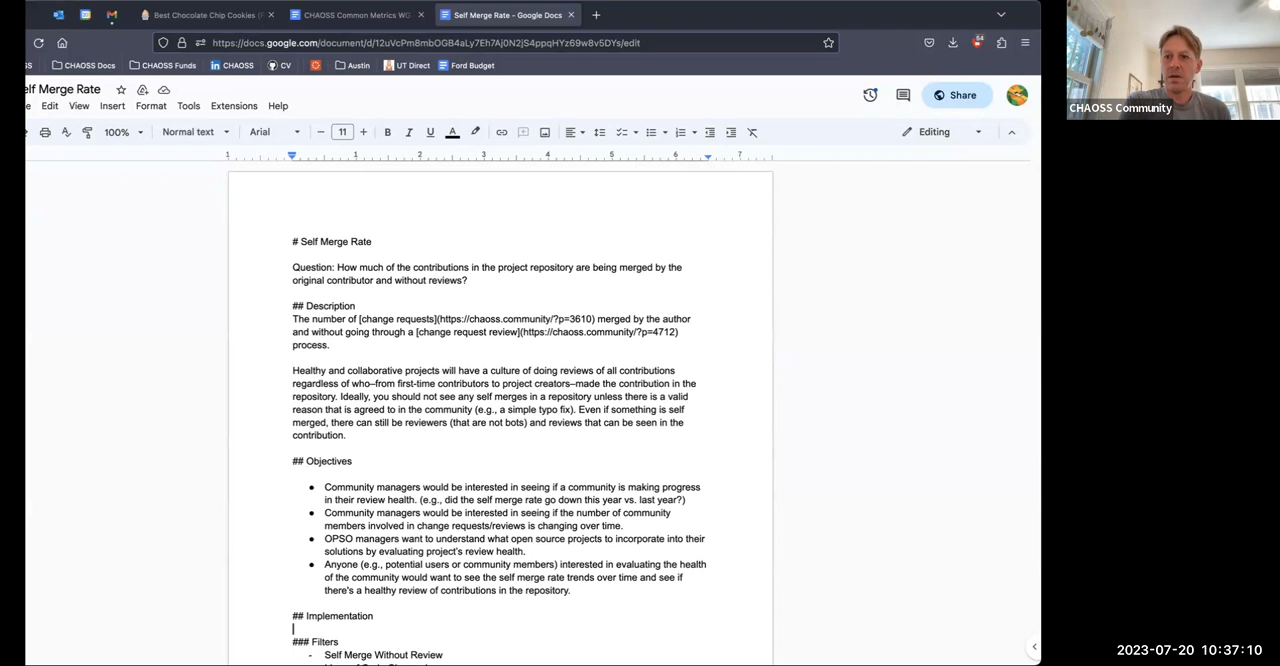 Best Chocolate Chip Cookies (F
CHAOSS Common Metrics WG
Self Merge Rate - Google Docs
https://docs.google.com/document/d/12uVcPm8mbOGB4aLy7Eh7Aj0N2jS4ppqHYz69w8v5DYs/edit
54
SS
CHAOSS Docs
CHAOSS Funds
CHAOSS
CV
Austin
UT Direct
Ford Budget
elf Merge Rate
e Edit View Insert Format Tools Extensions Help
Share
100% Normal text Arial 11 B I U A Editing
1 1 2 3 4 5 6 7
# Self Merge Rate
Question: How much of the contributions in the project repository are being merged by the
original contributor and without reviews?
## Description
The number of [change requests](https://chaoss.community/?p=3610) merged by the author
and without going through a [change request review](https://chaoss.community/?p=4712)
process.
Healthy and collaborative projects will have a culture of doing reviews of all contributions
regardless of who–from first-time contributors to project creators–made the contribution in the
repository. Ideally, you should not see any self merges in a repository unless there is a valid
reason that is agreed to in the community (e.g., a simple typo fix). Even if something is self
merged, there can still be reviewers (that are not bots) and reviews that can be seen in the
contribution.
## Objectives
● Community managers would be interested in seeing if a community is making progress
in their review health. (e.g., did the self merge rate go down this year vs. last year?)
● Community managers would be interested in seeing if the number of community
members involved in change requests/reviews is changing over time.
● OPSO managers want to understand what open source projects to incorporate into their
solutions by evaluating project's review health.
● Anyone (e.g., potential users or community members) interested in evaluating the health
of the community would want to see the self merge rate trends over time and see if
there's a healthy review of contributions in the repository.
## Implementation
### Filters
- Self Merge Without Review
CHAOSS Community
2023-07-20 10:37:10